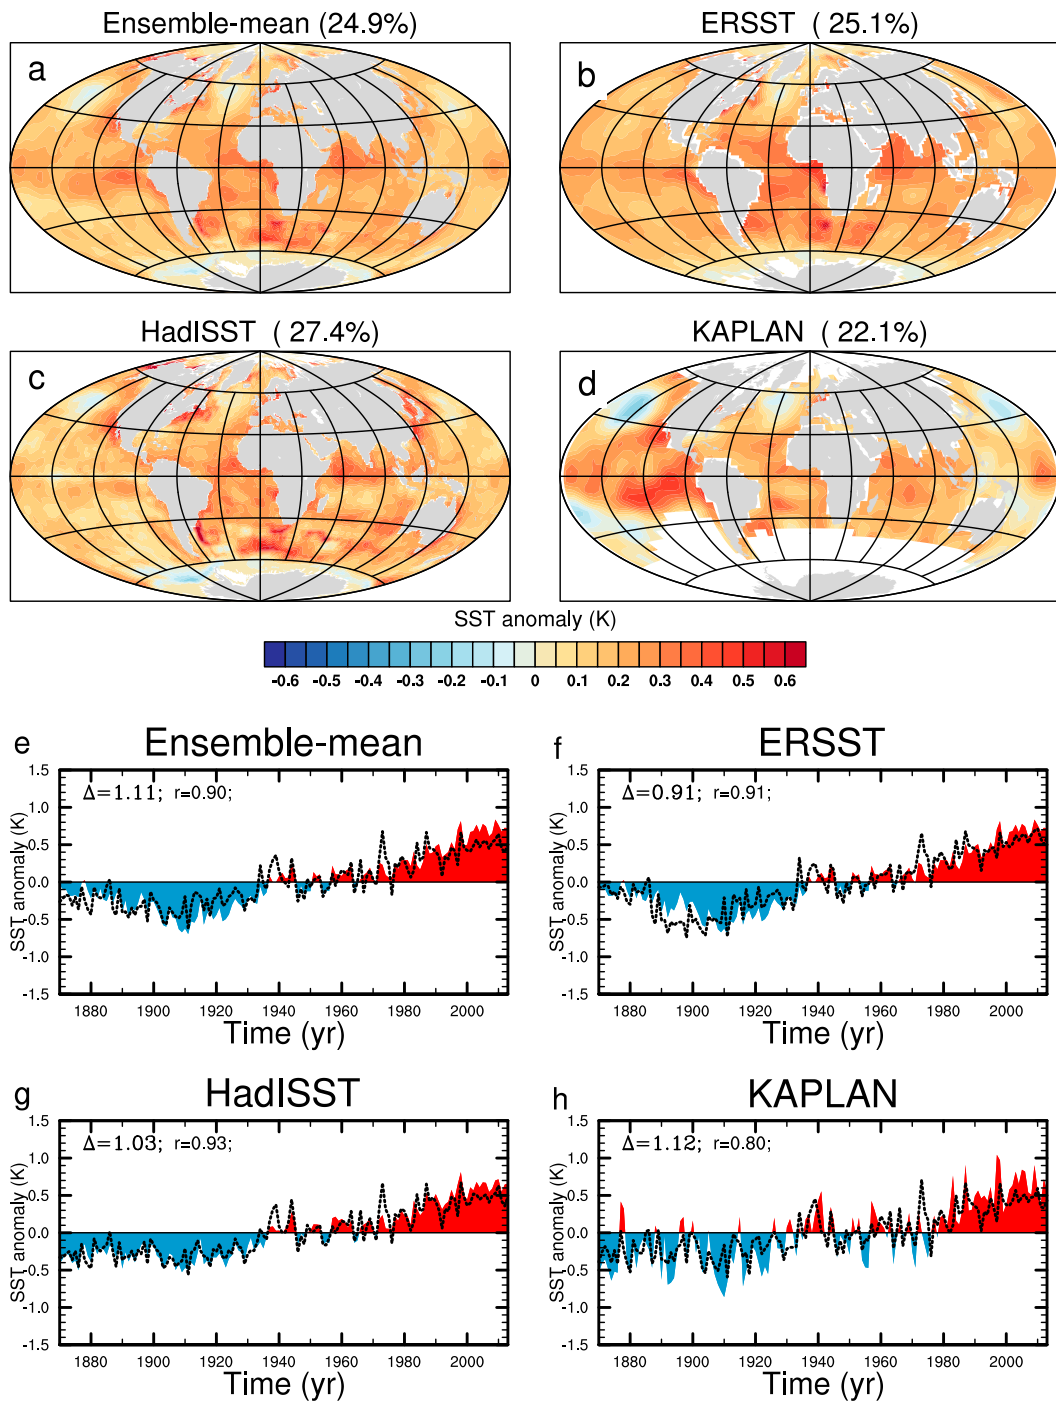 Ensemble-mean (24.9%)
ERSST ( 25.1%)
a
b
HadISST ( 27.4%)
KAPLAN ( 22.1%)
c
d
SST anomaly (K)
-0.6 -0.5 -0.4 -0.3 -0.2 -0.1 0 0.1 0.2 0.3 0.4 0.5 0.6
e
Ensemble-mean
Δ=1.11; r=0.90;
SST anomaly (K)
1.5
1.0
0.5
0.0
-0.5
-1.0
-1.5
1880 1900 1920 1940 1960 1980 2000
Time (yr)
f
ERSST
Δ=0.91; r=0.91;
SST anomaly (K)
1.5
1.0
0.5
0.0
-0.5
-1.0
-1.5
1880 1900 1920 1940 1960 1980 2000
Time (yr)
g
HadISST
Δ=1.03; r=0.93;
SST anomaly (K)
1.5
1.0
0.5
0.0
-0.5
-1.0
-1.5
1880 1900 1920 1940 1960 1980 2000
Time (yr)
h
KAPLAN
Δ=1.12; r=0.80;
SST anomaly (K)
1.5
1.0
0.5
0.0
-0.5
-1.0
-1.5
1880 1900 1920 1940 1960 1980 2000
Time (yr)